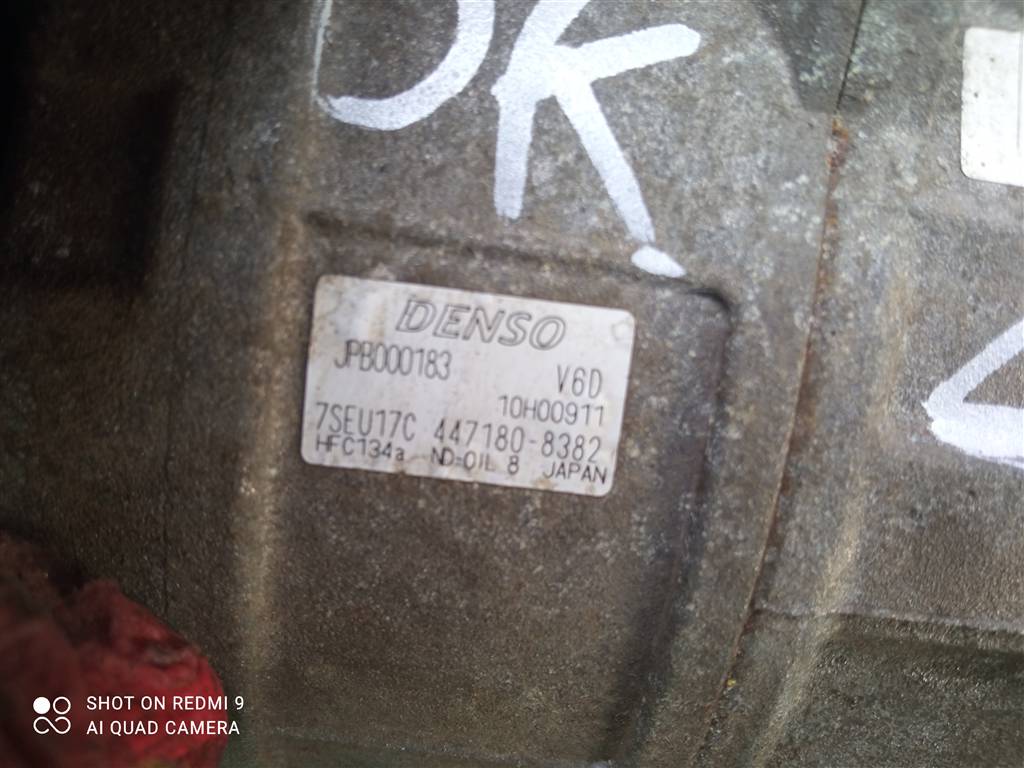 DK
DENSO
JPB000183
V6D
10H00911
7SEU17C 447180-8382
HFC134a ND-OIL 8 JAPAN
SHOT ON REDMI 9
AI QUAD CAMERA